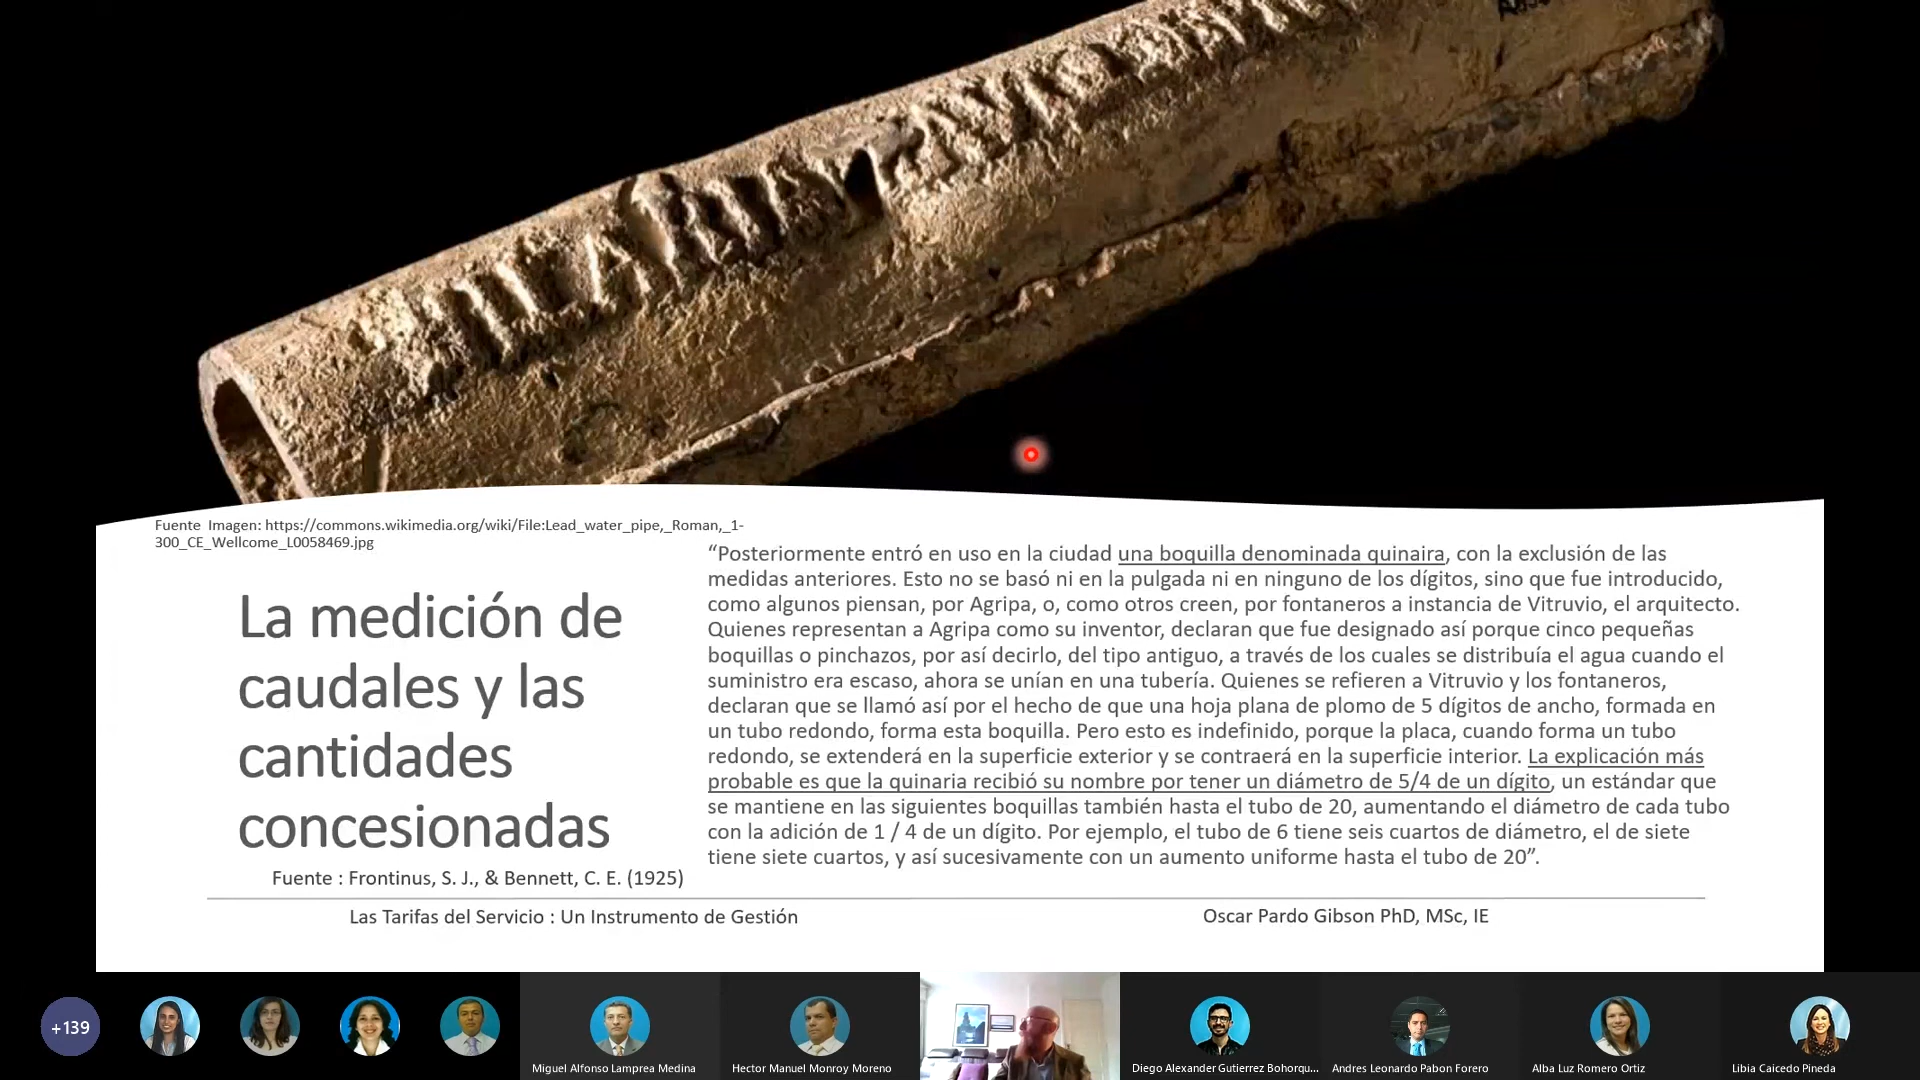 Fuente Imagen: https://commons.wikimedia.org/wiki/File:Lead_water_pipe,_Roman,_1-
300_CE_Wellcome_L0058469.jpg
La medición de
caudales y las
cantidades
concesionadas
Fuente : Frontinus, S. J., & Bennett, C. E. (1925)
“Posteriormente entró en uso en la ciudad una boquilla denominada quinaira, con la exclusión de las
medidas anteriores. Esto no se basó ni en la pulgada ni en ninguno de los dígitos, sino que fue introducido,
como algunos piensan, por Agripa, o, como otros creen, por fontaneros a instancia de Vitruvio, el arquitecto.
Quienes representan a Agripa como su inventor, declaran que fue designado así porque cinco pequeñas
boquillas o pinchazos, por así decirlo, del tipo antiguo, a través de los cuales se distribuía el agua cuando el
suministro era escaso, ahora se unían en una tubería. Quienes se refieren a Vitruvio y los fontaneros,
declaran que se llamó así por el hecho de que una hoja plana de plomo de 5 dígitos de ancho, formada en
un tubo redondo, forma esta boquilla. Pero esto es indefinido, porque la placa, cuando forma un tubo
redondo, se extenderá en la superficie exterior y se contraerá en la superficie interior. La explicación más
probable es que la quinaria recibió su nombre por tener un diámetro de 5/4 de un dígito, un estándar que
se mantiene en las siguientes boquillas también hasta el tubo de 20, aumentando el diámetro de cada tubo
con la adición de 1 / 4 de un dígito. Por ejemplo, el tubo de 6 tiene seis cuartos de diámetro, el de siete
tiene siete cuartos, y así sucesivamente con un aumento uniforme hasta el tubo de 20”.
Las Tarifas del Servicio : Un Instrumento de Gestión
Oscar Pardo Gibson PhD, MSc, IE
+139
Miguel Alfonso Lamprea Medina
Hector Manuel Monroy Moreno
Diego Alexander Gutierrez Bohorqu...
Andres Leonardo Pabon Forero
Alba Luz Romero Ortiz
Libia Caicedo Pineda